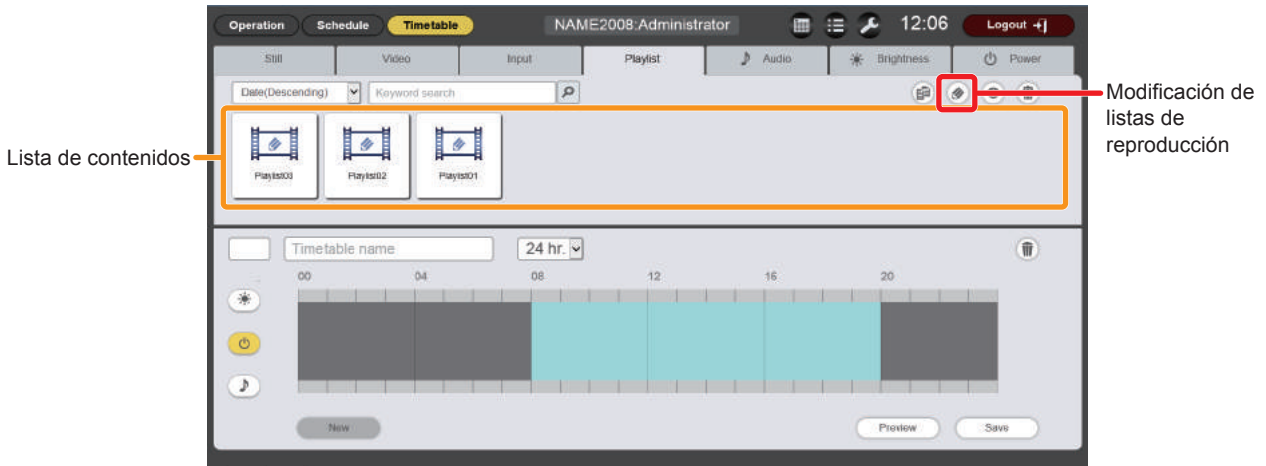 Operation Schedule Timetable NAME2008:Administrator 12:06 Logout
Still Video Input Playlist Audio Brightness Power
Date(Descending) Keyword search
Modificación de
listas de
reproducción
Lista de contenidos
Playlist03 Playlist02 Playlist01
Timetable name 24 hr.
00 04 08 12 16 20
New Preview Save